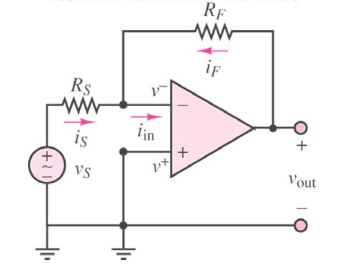 R_F
i_F
R_S
v⁻
−
i_S
i_in
+
v⁺
+
~
−
v_S
+
v_out
−